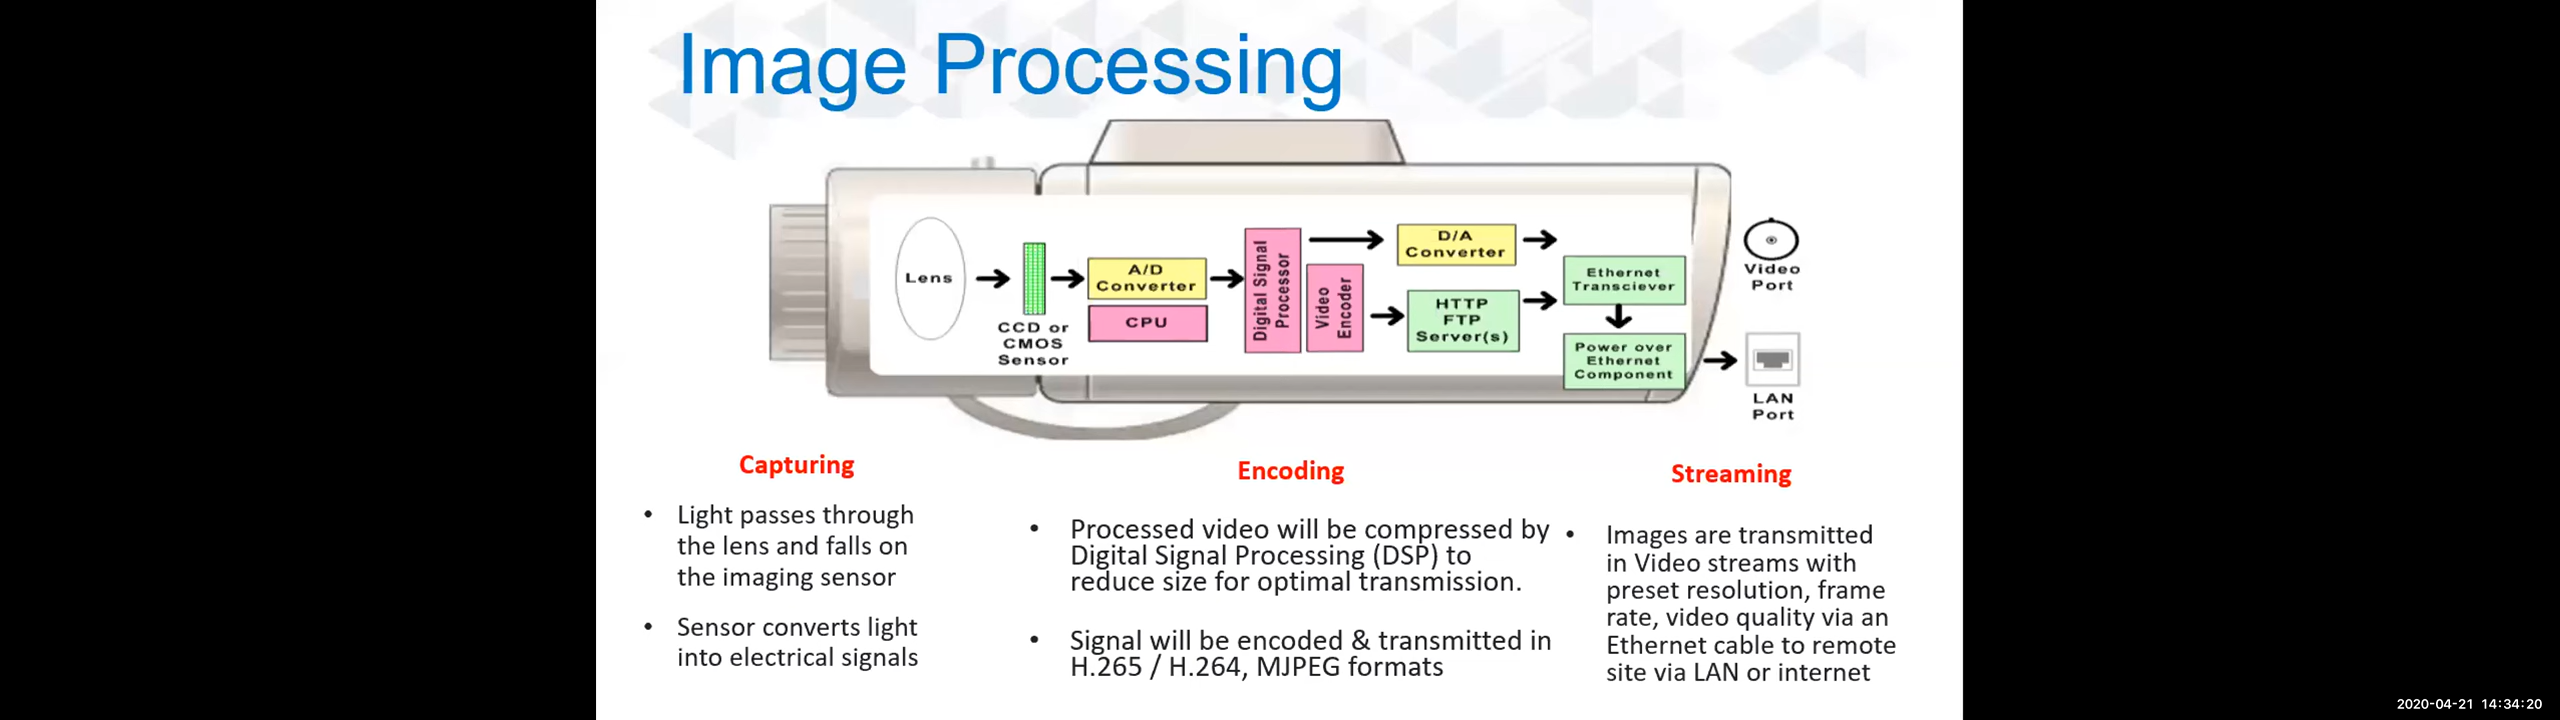 Image Processing
Lens
CCD or
CMOS
Sensor
A/D
Converter
CPU
Digital Signal
Processor
Video
Encoder
D/A
Converter
HTTP
FTP
Server(s)
Ethernet
Transciever
Power over
Ethernet
Component
Video
Port
LAN
Port
Capturing
• Light passes through
the lens and falls on
the imaging sensor
• Sensor converts light
into electrical signals
Encoding
• Processed video will be compressed by
Digital Signal Processing (DSP) to
reduce size for optimal transmission.
• Signal will be encoded & transmitted in
H.265 / H.264, MJPEG formats
Streaming
• Images are transmitted
in Video streams with
preset resolution, frame
rate, video quality via an
Ethernet cable to remote
site via LAN or internet
2020-04-21 14:34:20